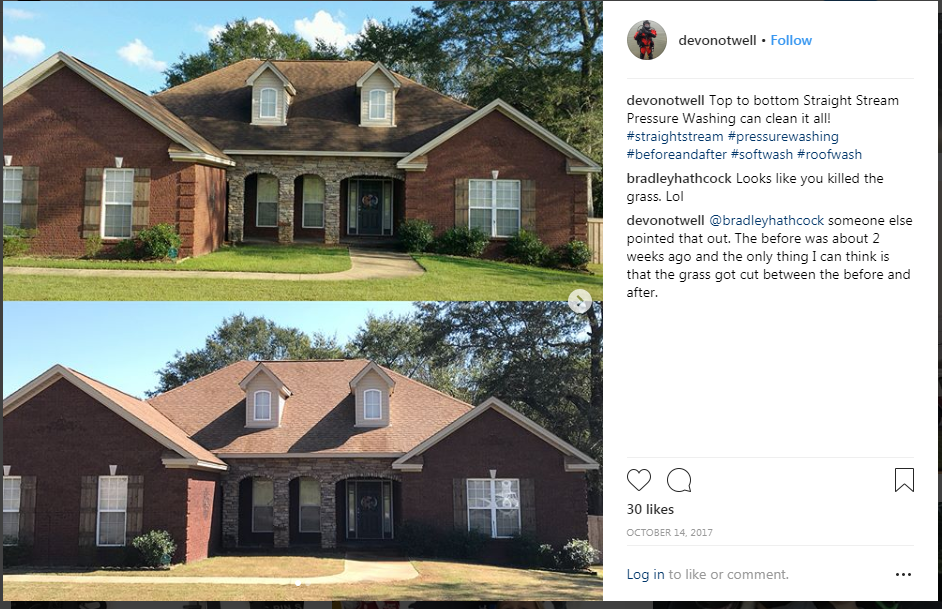 devonotwell • Follow
devonotwell Top to bottom Straight Stream
Pressure Washing can clean it all!
#straightstream #pressurewashing
#beforeandafter #softwash #roofwash
bradleyhathcock Looks like you killed the
grass. Lol
devonotwell @bradleyhathcock someone else
pointed that out. The before was about 2
weeks ago and the only thing I can think is
that the grass got cut between the before and
after.
30 likes
OCTOBER 14, 2017
Log in to like or comment.